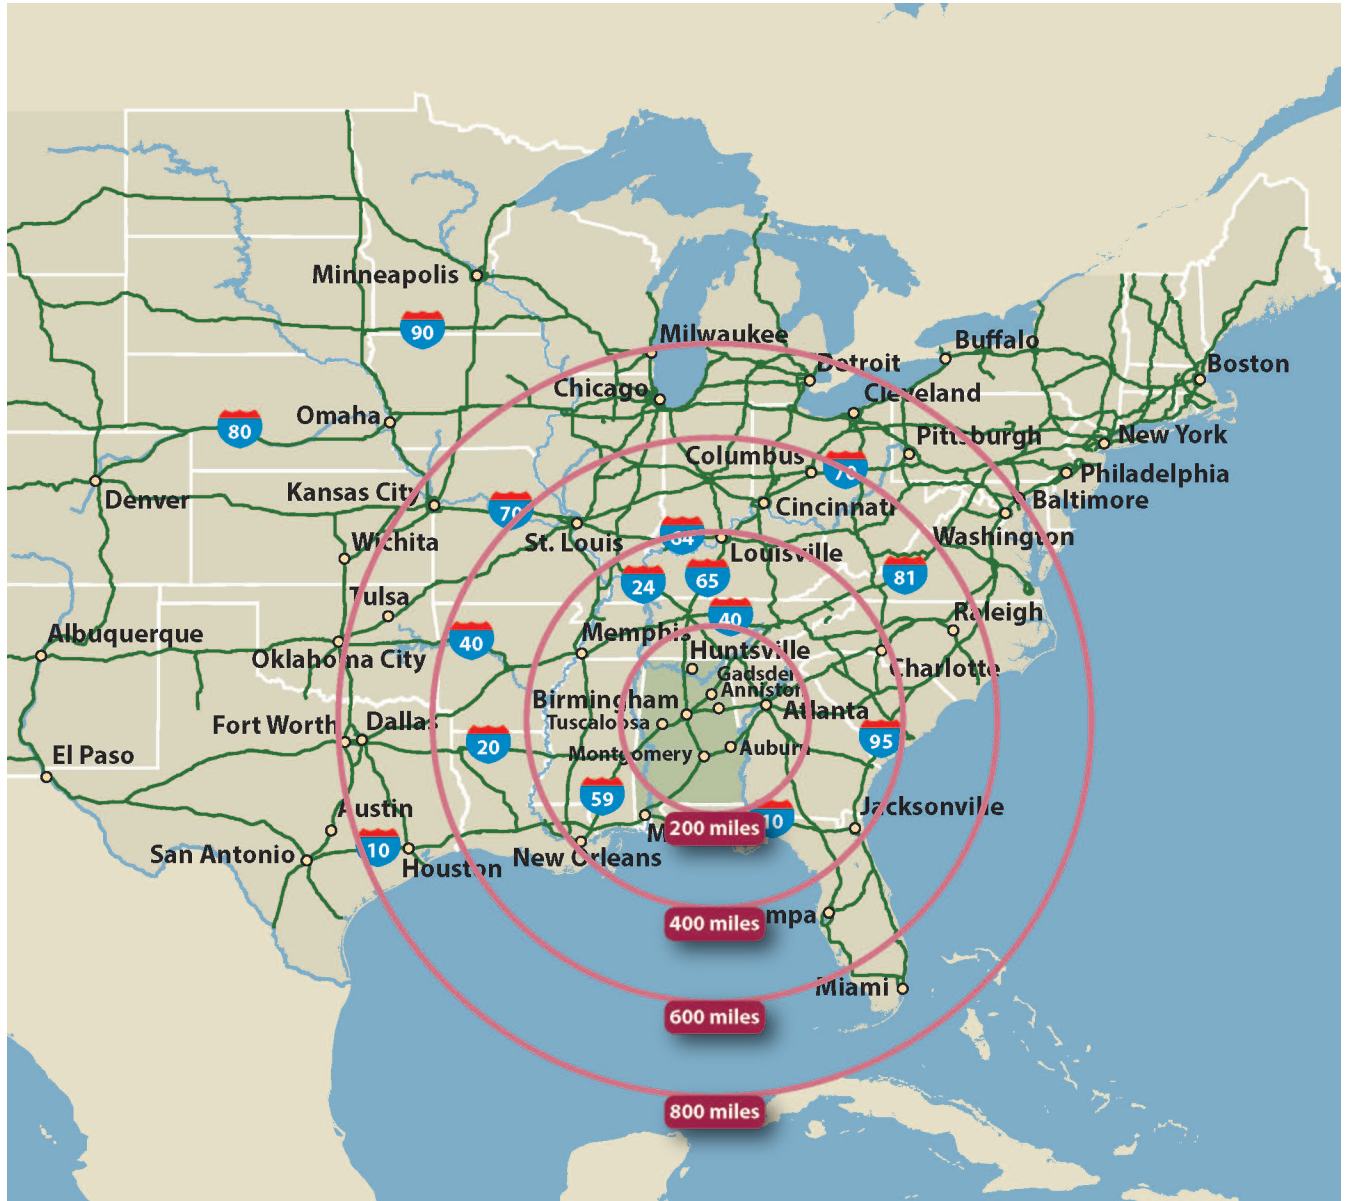 Minneapolis
90
Milwaukee
Buffalo
Detroit
Boston
Chicago
Cleveland
Omaha
80
New York
Pittsburgh
Columbus
70
Philadelphia
Denver
Kansas City
70
Cincinnati
Baltimore
Washington
St. Louis
64
Louisville
Wichita
24
65
81
Tulsa
40
Raleigh
Albuquerque
40
Memphis
Oklahoma City
Huntsville
Charlotte
Gadsden
Anniston
Birmingham
Atlanta
Fort Worth
Dallas
Tuscaloosa
20
95
Auburn
Montgomery
El Paso
59
Austin
Jacksonville
10
M
200 miles
San Antonio
10
New Orleans
Houston
400 miles
mpa
Miami
600 miles
800 miles